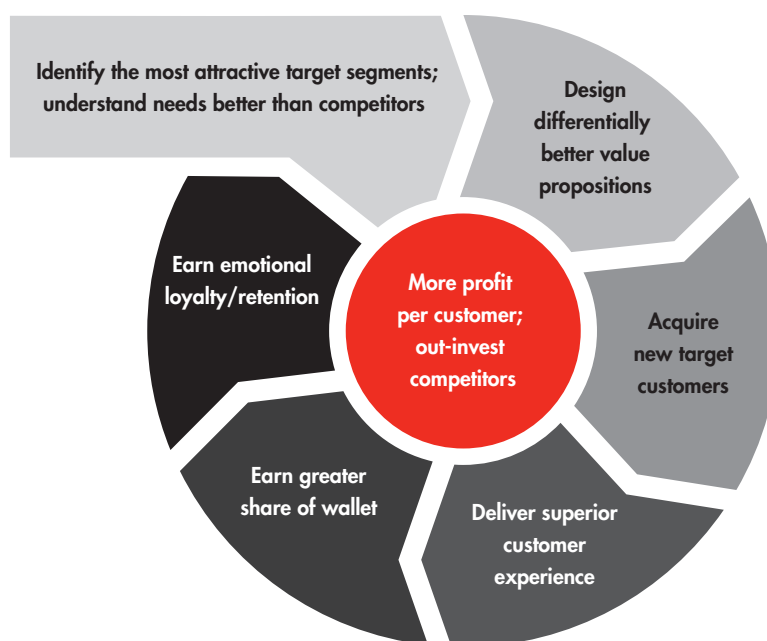 Identify the most attractive target segments;
understand needs better than competitors
Design
differentially
better value
propositions
Acquire
new target
customers
Deliver superior
customer
experience
Earn greater
share of wallet
Earn emotional
loyalty/retention
More profit
per customer;
out-invest
competitors